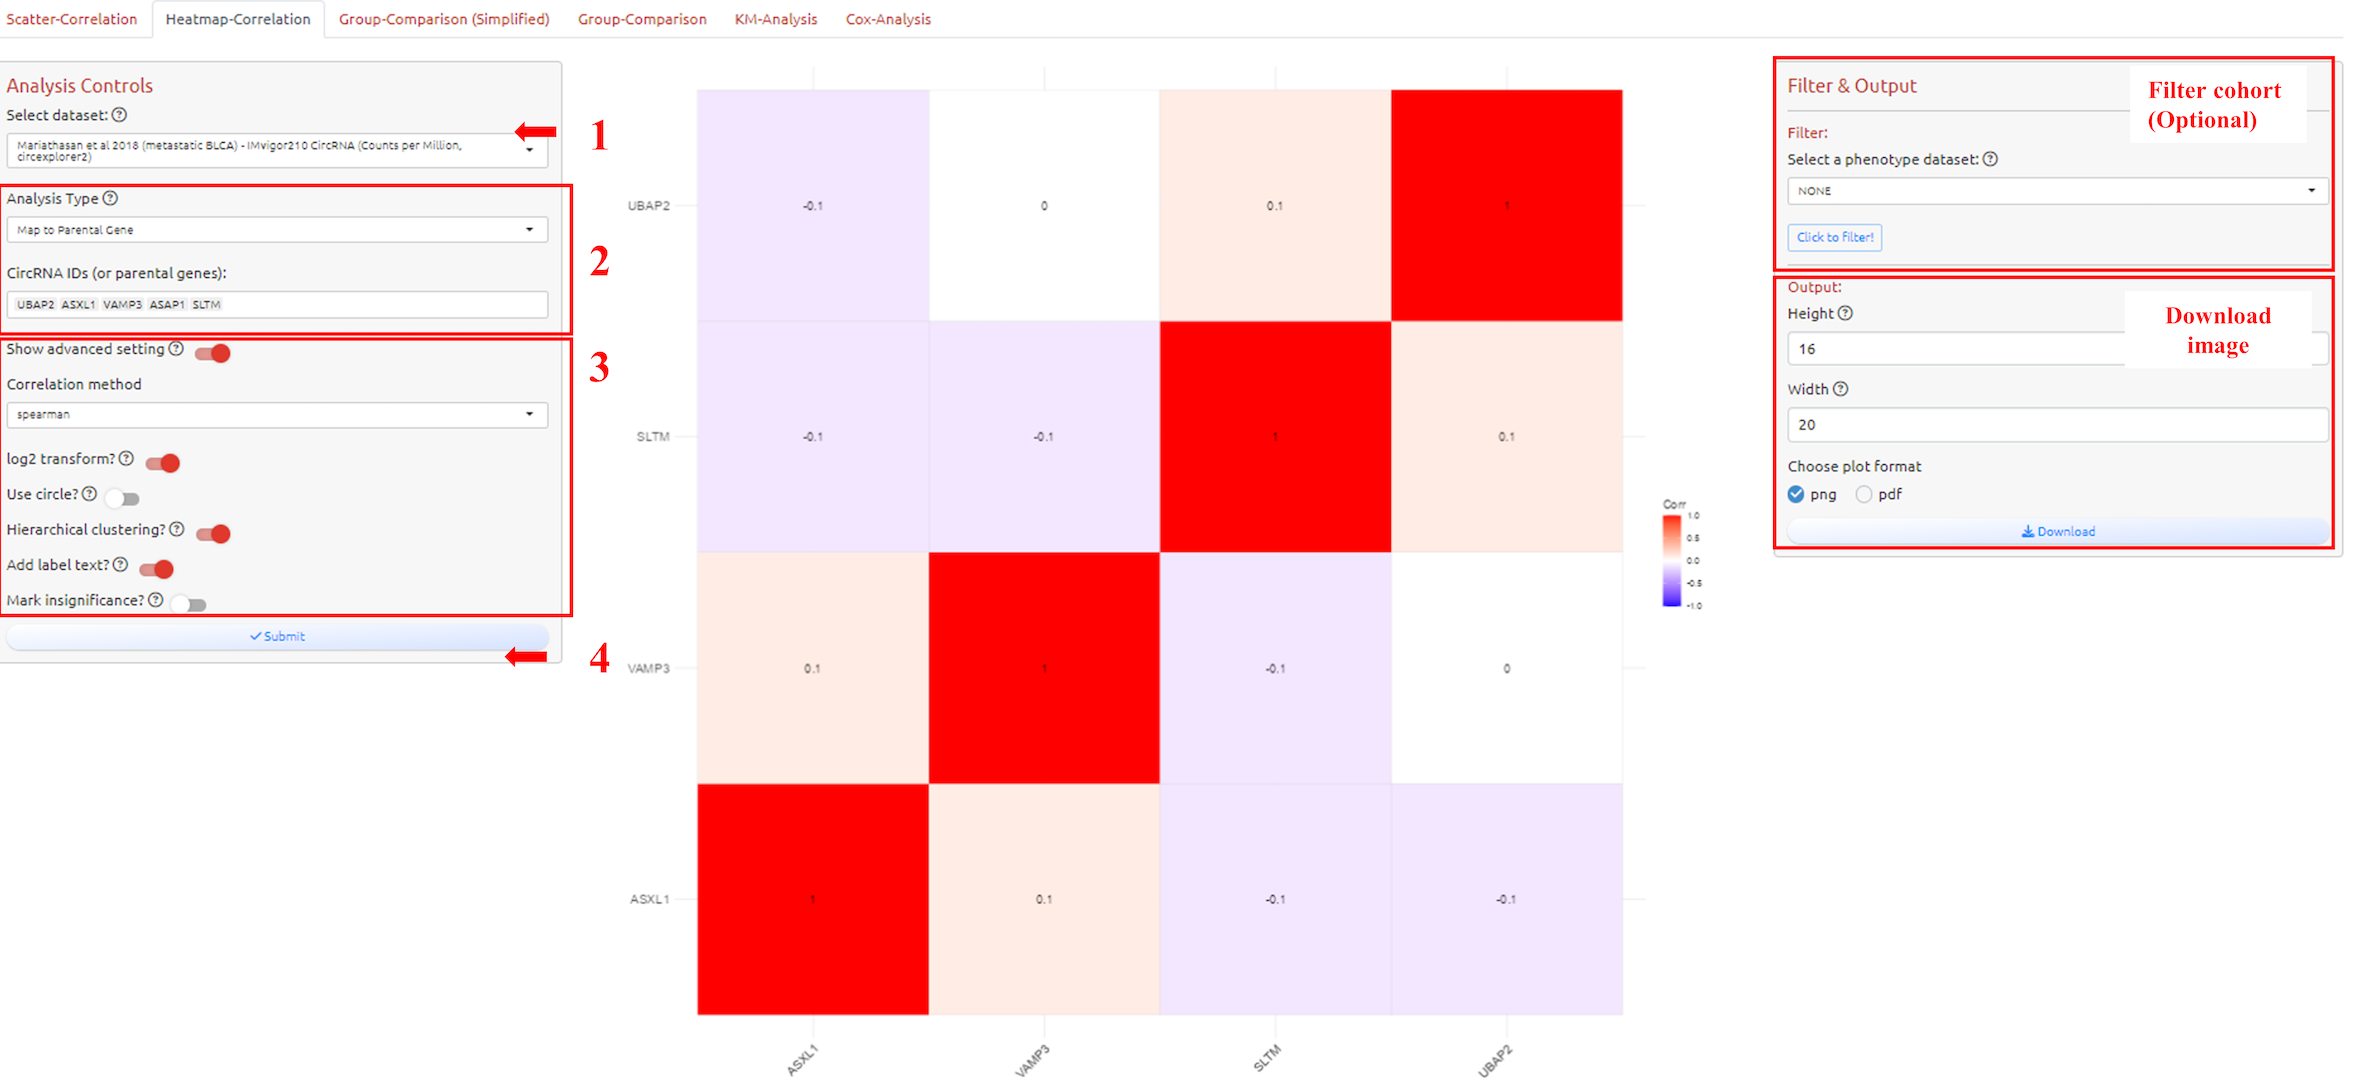 Scatter-Correlation Heatmap-Correlation Group-Comparison (Simplified) Group-Comparison KM-Analysis Cox-Analysis
Analysis Controls
Select dataset: ?
Mariathasan et al 2018 (metastatic BLCA) - IMvigor210 CircRNA (Counts per Million,
circexplorer2)
1
Analysis Type ?
Map to Parental Gene
2
CircRNA IDs (or parental genes):
UBAP2 ASXL1 VAMP3 ASAP1 SLTM
Show advanced setting ?
3
Correlation method
spearman
log2 transform? ?
Use circle? ?
Hierarchical clustering? ?
Add label text? ?
Mark insignificance? ?
Submit
4
UBAP2 -0.1 0 0.1 1
SLTM -0.1 -0.1 1 0.1
VAMP3 0.1 1 -0.1 0
ASXL1 1 0.1 -0.1 -0.1
ASXL1 VAMP3 SLTM UBAP2
Corr
1.0
0.5
0.0
-0.5
-1.0
Filter & Output
Filter cohort
(Optional)
Filter:
Select a phenotype dataset: ?
NONE
Click to filter!
Output:
Height ?
Download
image
16
Width ?
20
Choose plot format
png pdf
Download